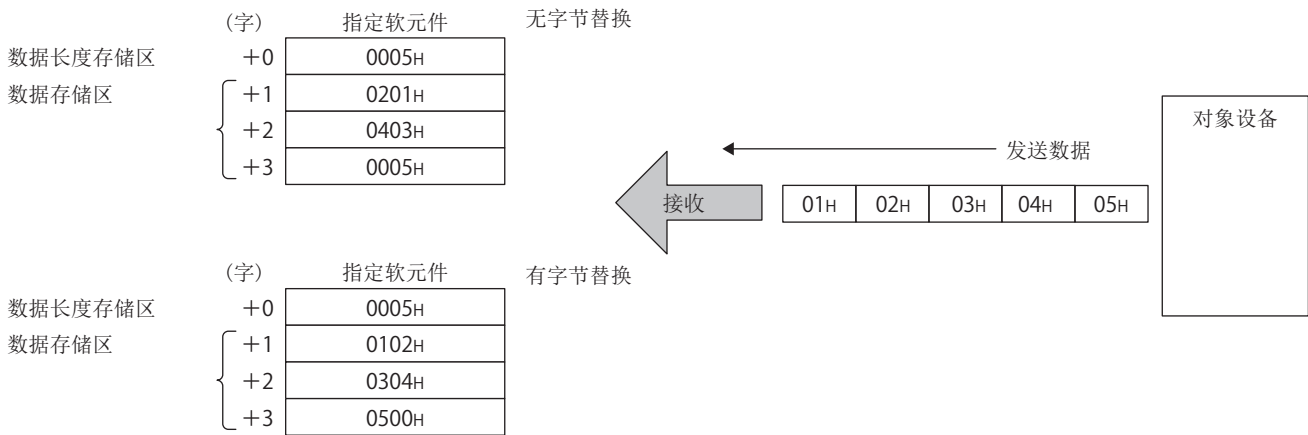 (字) 指定软元件 无字节替换
数据长度存储区 +0 0005H
数据存储区 +1 0201H
+2 0403H
+3 0005H
对象设备
发送数据
接收 01H 02H 03H 04H 05H
(字) 指定软元件 有字节替换
数据长度存储区 +0 0005H
数据存储区 +1 0102H
+2 0304H
+3 0500H